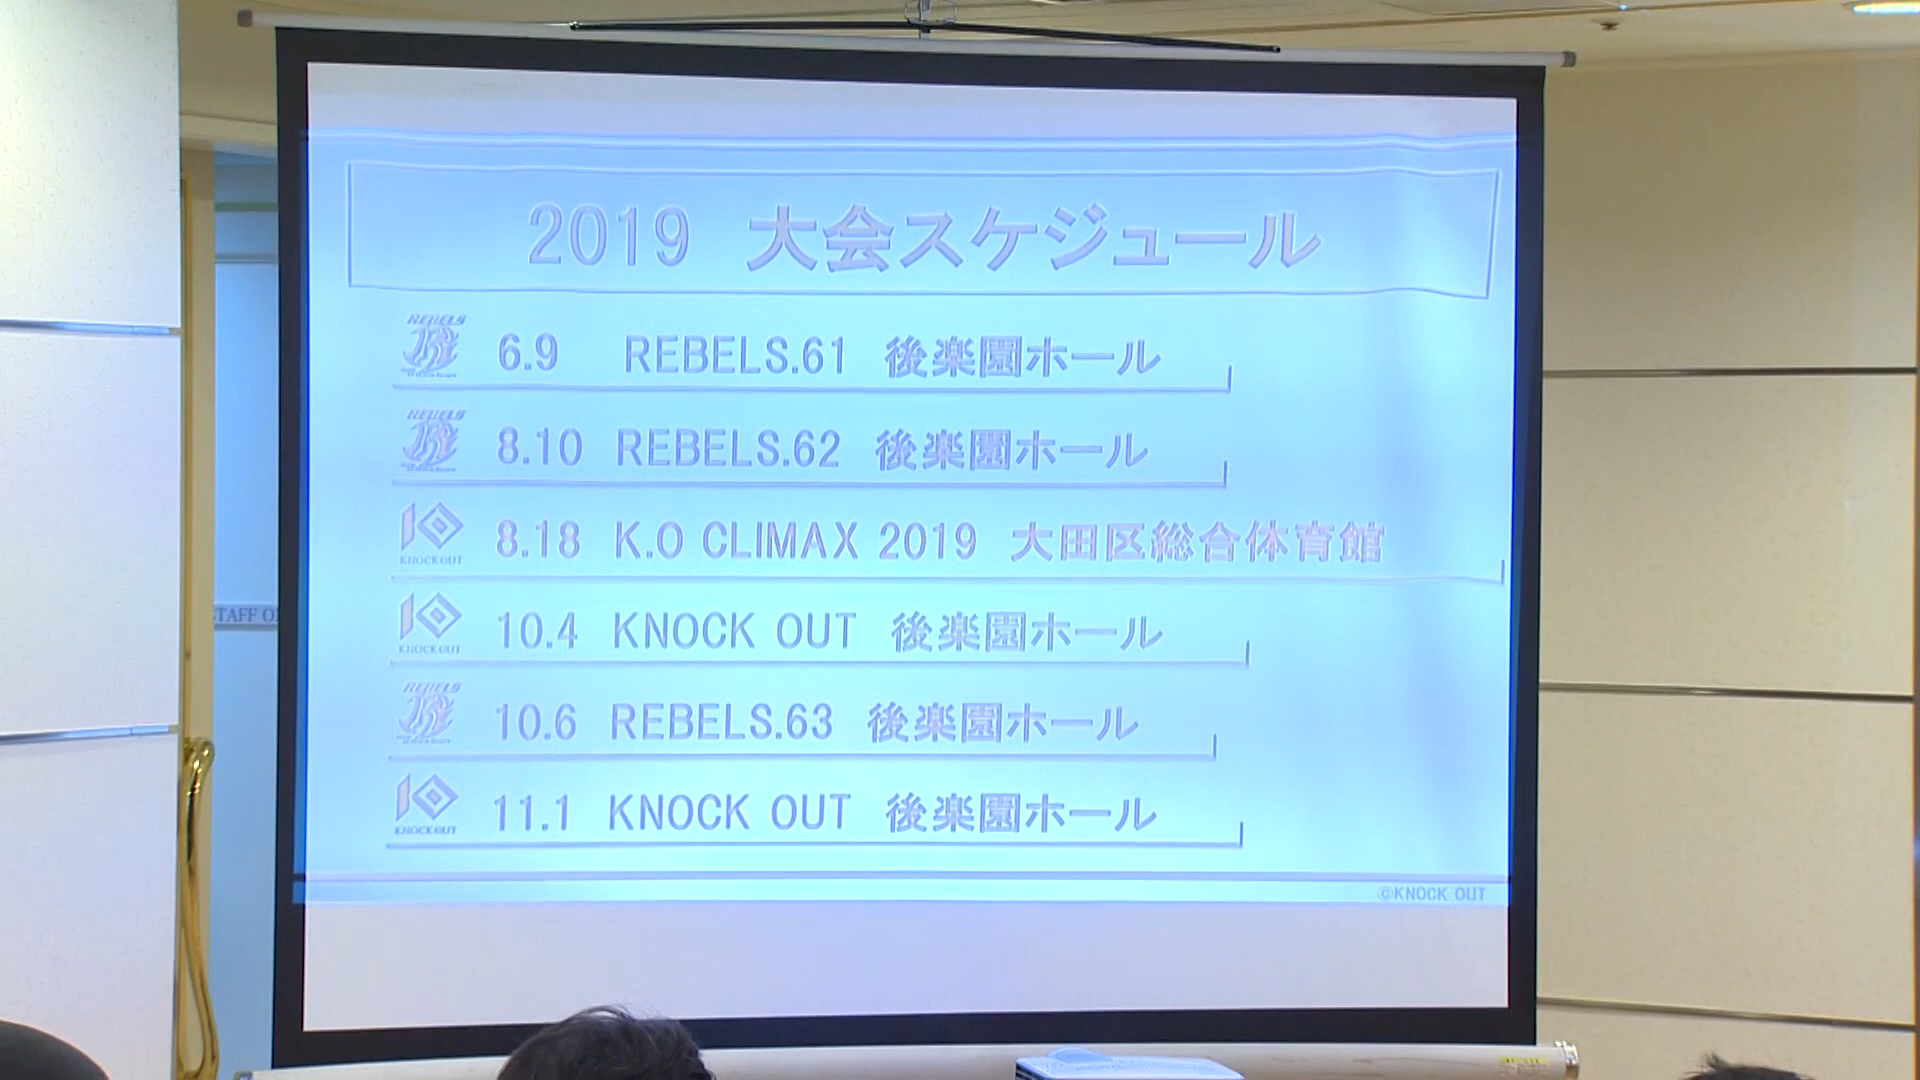 2019 大会スケジュール
REBELS
6.9 REBELS.61 後楽園ホール
REBELS
8.10 REBELS.62 後楽園ホール
KNOCK OUT
8.18 K.O CLIMAX 2019 大田区総合体育館
KNOCK OUT
10.4 KNOCK OUT 後楽園ホール
REBELS
10.6 REBELS.63 後楽園ホール
KNOCK OUT
11.1 KNOCK OUT 後楽園ホール
©KNOCK OUT
STAFF